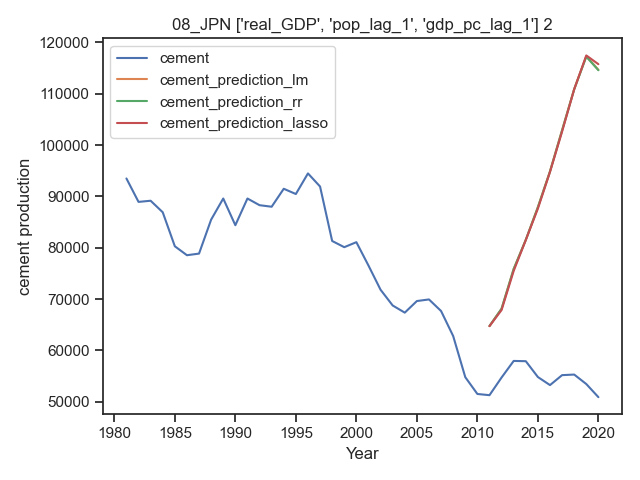 08_JPN ['real_GDP', 'pop_lag_1', 'gdp_pc_lag_1'] 2
120000
110000
100000
90000
80000
70000
60000
50000
cement production
cement
cement_prediction_lm
cement_prediction_rr
cement_prediction_lasso
1980
1985
1990
1995
2000
2005
2010
2015
2020
Year